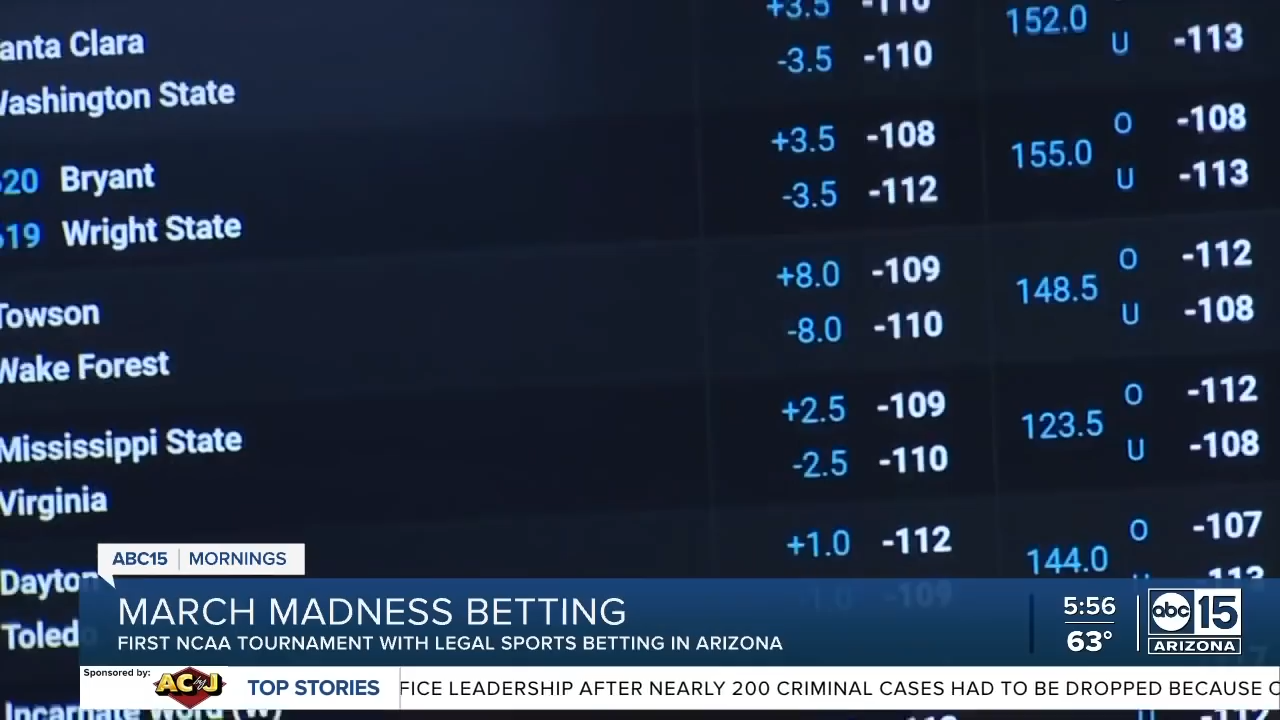 +3.5 -110
anta Clara -3.5 -110 152.0 U -113
Washington State
+3.5 -108 O -108
20 Bryant -3.5 -112 155.0 U -113
619 Wright State
+8.0 -109 O -112
Towson -8.0 -110 148.5 U -108
Wake Forest
+2.5 -109 O -112
Mississippi State -2.5 -110 123.5 U -108
Virginia
+1.0 -112 O -107
Dayton 144.0
Toledo
ABC15 | MORNINGS
MARCH MADNESS BETTING
FIRST NCAA TOURNAMENT WITH LEGAL SPORTS BETTING IN ARIZONA
5:56
63°
abc 15
ARIZONA
Sponsored by:
AC by J
TOP STORIES
FICE LEADERSHIP AFTER NEARLY 200 CRIMINAL CASES HAD TO BE DROPPED BECAUSE
Incarnate Word (W)